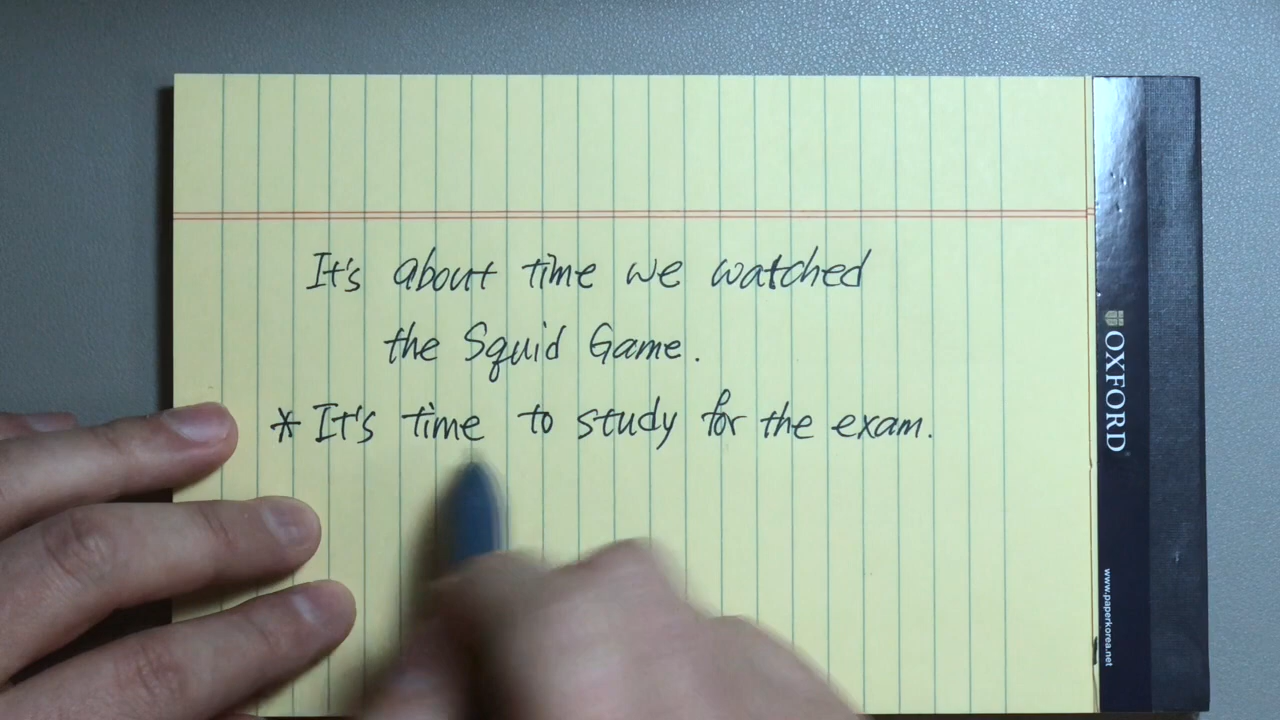 It's about time we watched
the Squid Game.
* It's time to study for the exam.
OXFORD
www.paperkorea.net